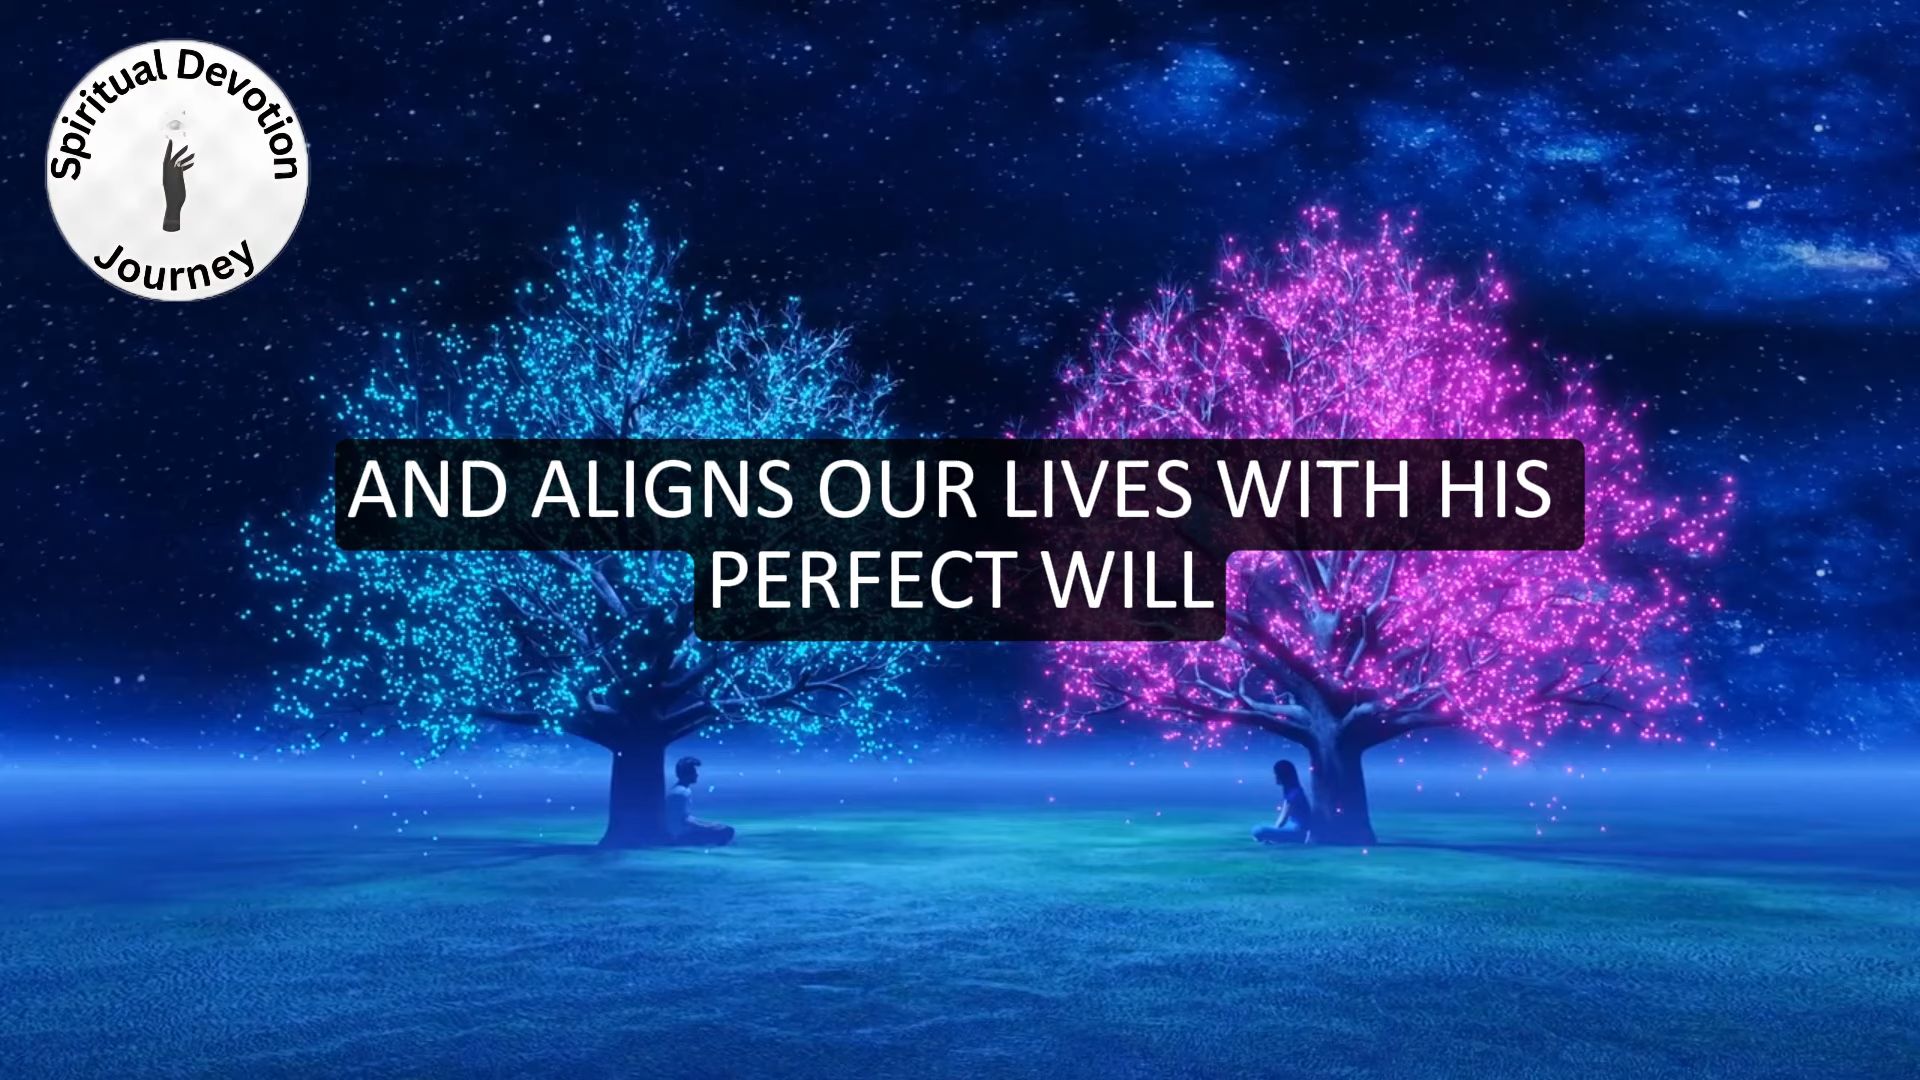 Spiritual Devotion
Journey
AND ALIGNS OUR LIVES WITH HIS
PERFECT WILL